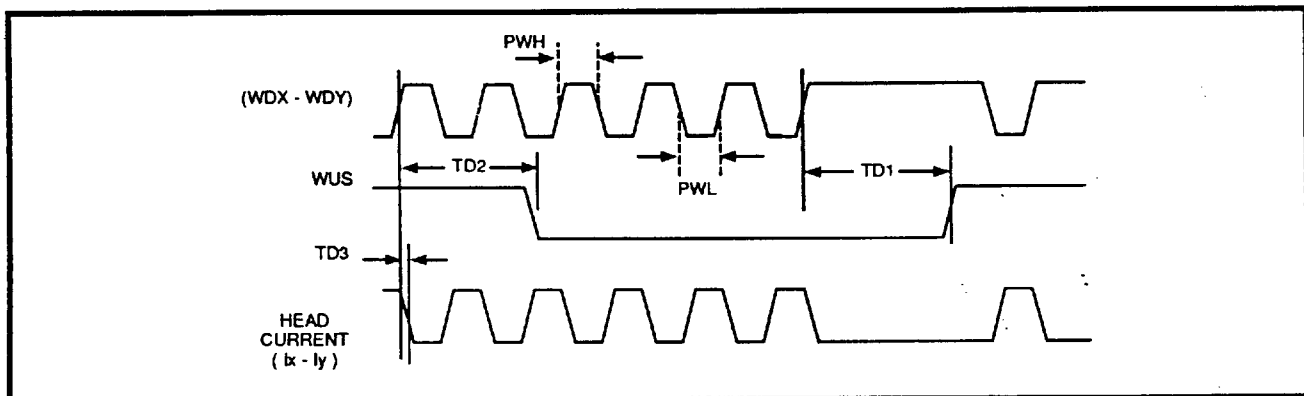 PWH
(WDX - WDY)
TD2
TD1
WUS
PWL
TD3
HEAD
CURRENT
( Ix - Iy )